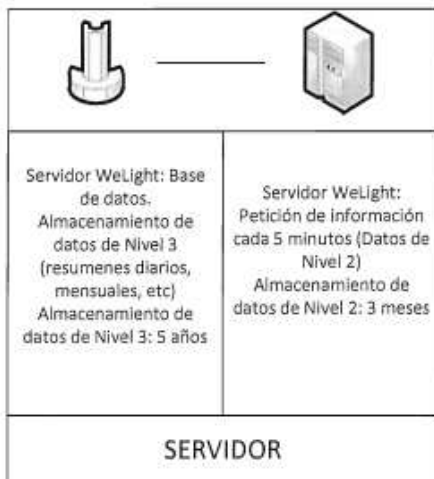 Servidor WeLight: Base
de datos.
Almacenamiento de
datos de Nivel 3
(resumenes diarios,
mensuales, etc)
Almacenamiento de
datos de Nivel 3: 5 años
Servidor WeLight:
Petición de información
cada 5 minutos (Datos de
Nivel 2)
Almacenamiento de
datos de Nivel 2: 3 meses
SERVIDOR